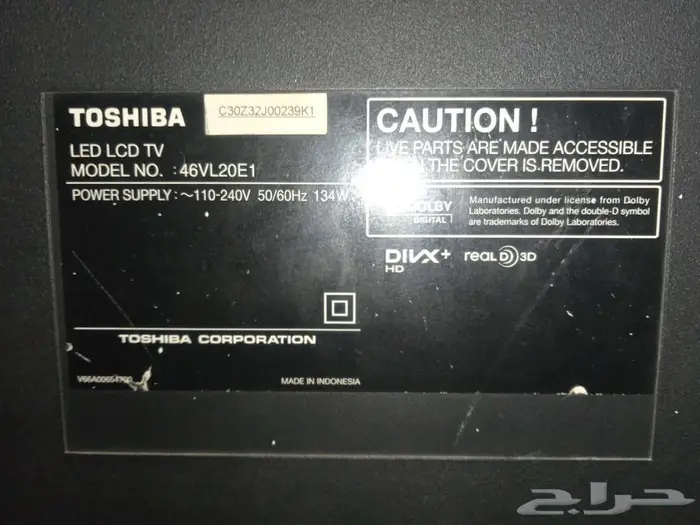 TOSHIBA
C30Z32J00239K1
LED LCD TV
MODEL NO. :46VL20E1
POWER SUPPLY : ~110-240V 50/60Hz 134W
TOSHIBA CORPORATION
MADE IN INDONESIA
CAUTION !
LIVE PARTS ARE MADE ACCESSIBLE
THE COVER IS REMOVED.
DOLBY
DIGITAL
Manufactured under license from Dolby
Laboratories. Dolby and the double-D symbol
are trademarks of Dolby Laboratories.
DIVX+
HD
REAL D 3D
حراج